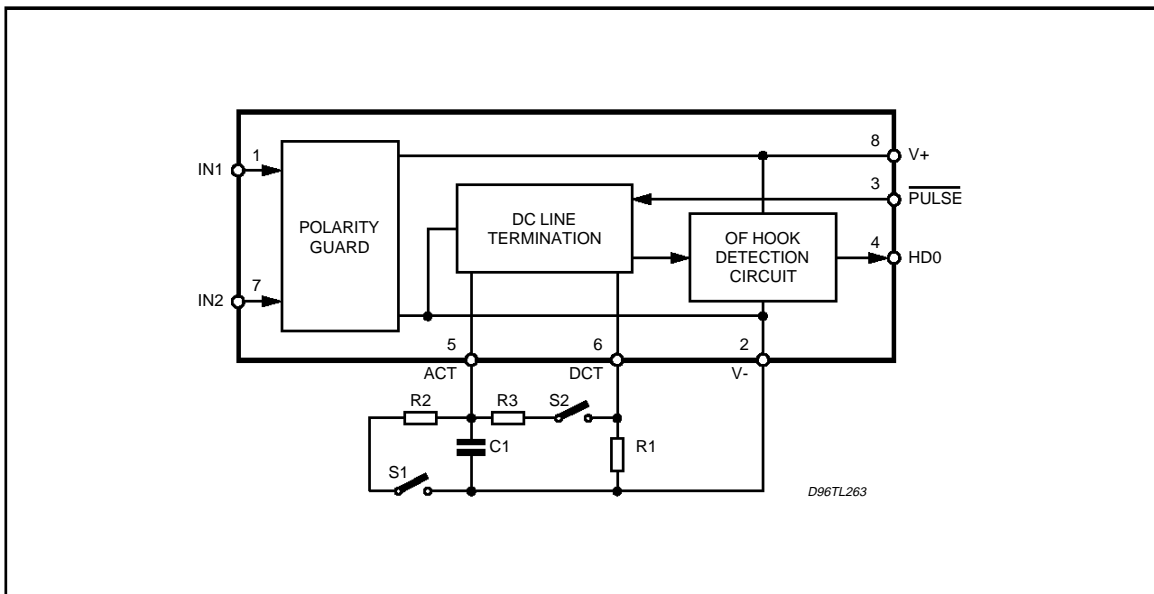 8
V+
1
IN1
3
PULSE
POLARITY
GUARD
DC LINE
TERMINATION
OF HOOK
DETECTION
CIRCUIT
4
HD0
7
IN2
5
6
2
ACT
DCT
V-
R2
R3
S2
C1
R1
S1
D96TL263